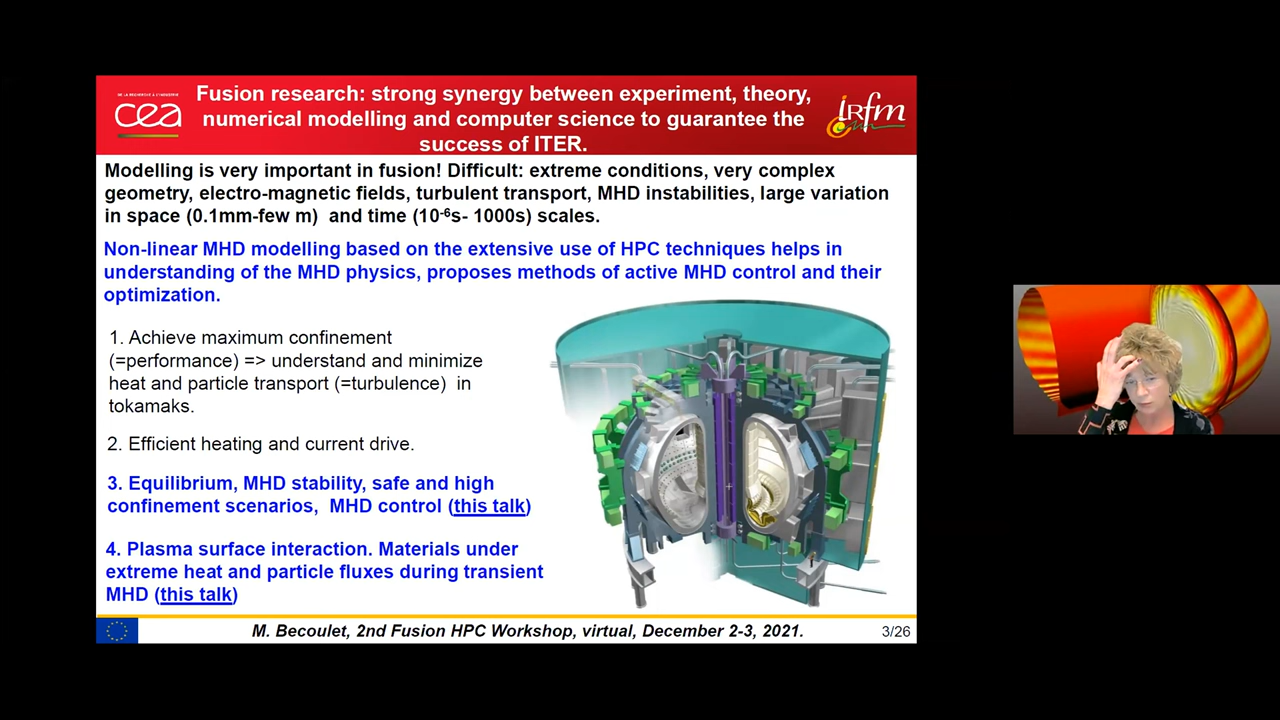 DE LA RECHERCHE À L'INDUSTRIE
cea
Fusion research: strong synergy between experiment, theory,
numerical modelling and computer science to guarantee the
success of ITER.
IRfm
Modelling is very important in fusion! Difficult: extreme conditions, very complex
geometry, electro-magnetic fields, turbulent transport, MHD instabilities, large variation
in space (0.1mm-few m)  and time (10⁻⁶s- 1000s) scales.
Non-linear MHD modelling based on the extensive use of HPC techniques helps in
understanding of the MHD physics, proposes methods of active MHD control and their
optimization.
1. Achieve maximum confinement
(=performance) => understand and minimize
heat and particle transport (=turbulence)  in
tokamaks.
2. Efficient heating and current drive.
3. Equilibrium, MHD stability, safe and high
confinement scenarios,  MHD control (this talk)
4. Plasma surface interaction. Materials under
extreme heat and particle fluxes during transient
MHD (this talk)
M. Becoulet, 2nd Fusion HPC Workshop, virtual, December 2-3, 2021.
3/26